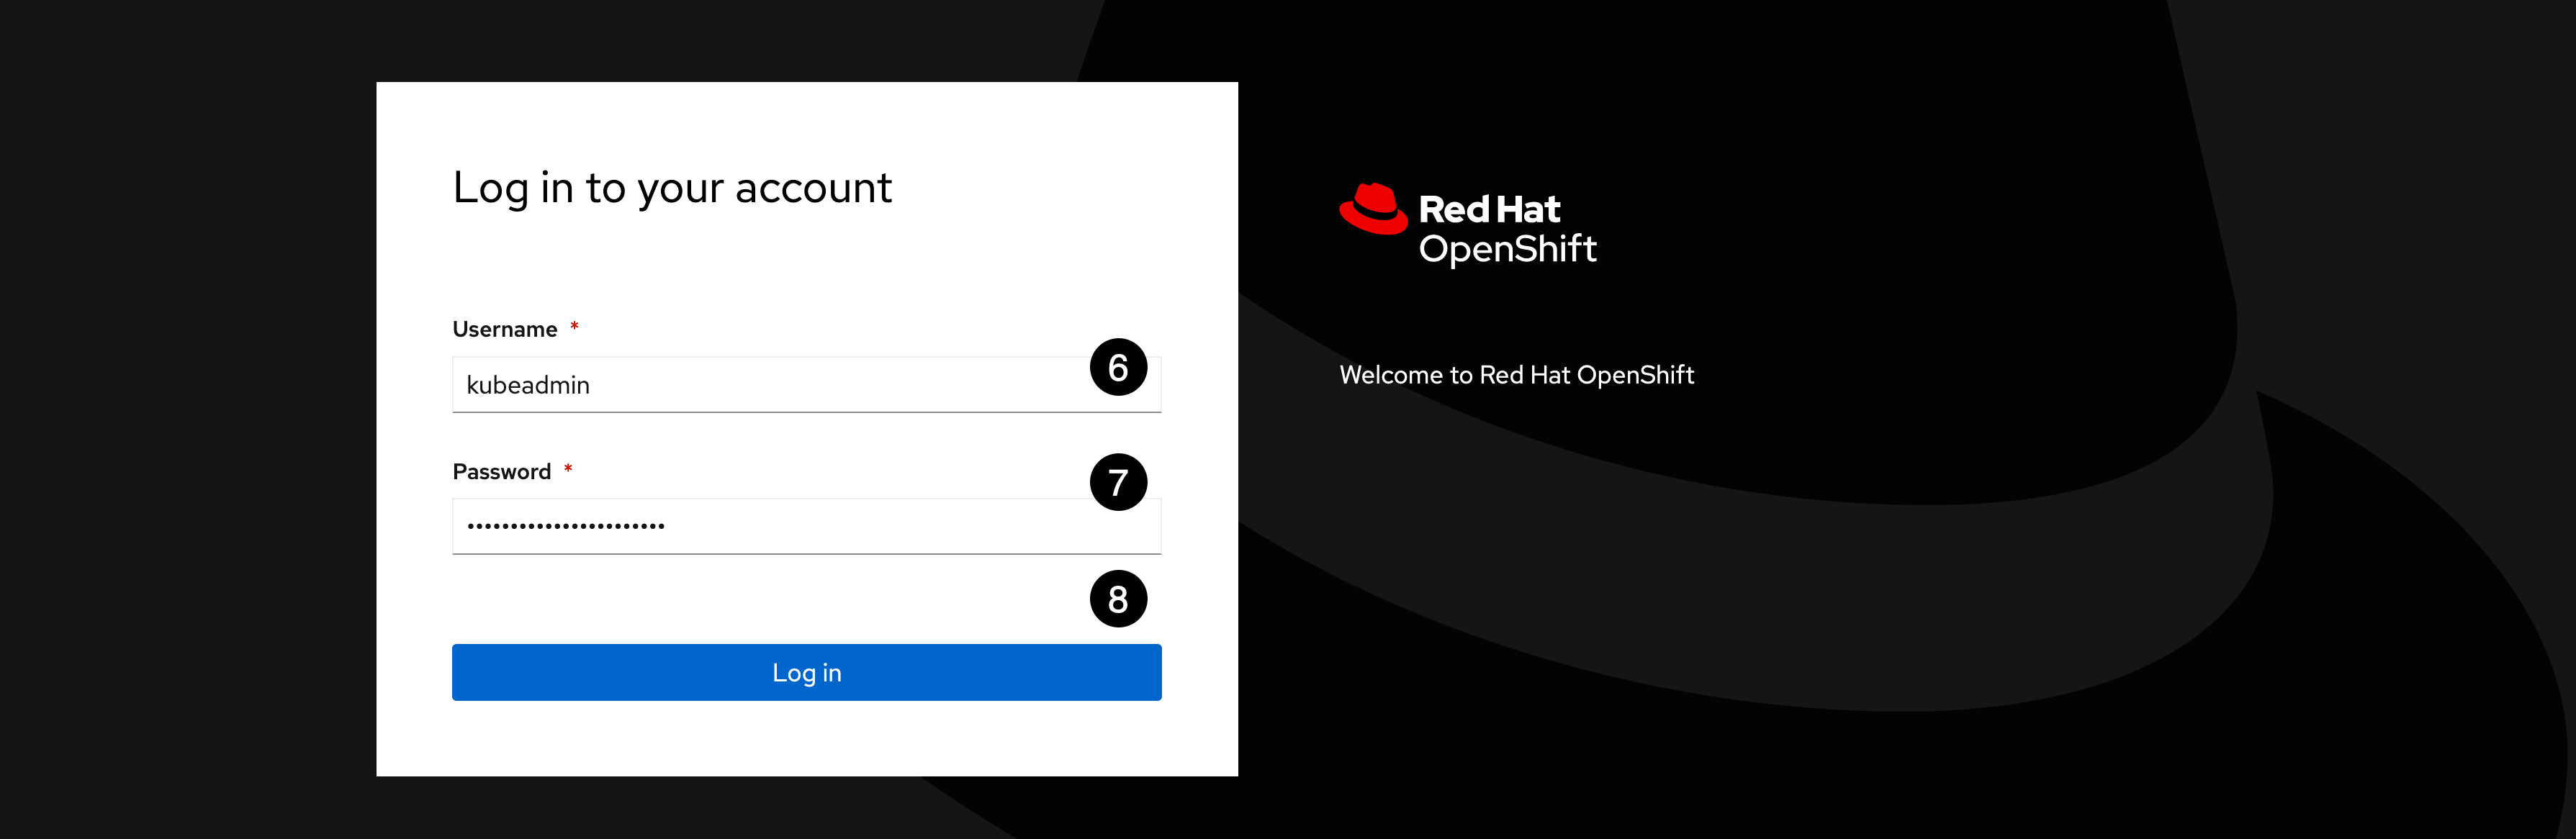 Log in to your account
Username *
kubeadmin
6
Password *
7
•••••••••••••••••••••••
8
Log in
Red Hat
OpenShift
Welcome to Red Hat OpenShift